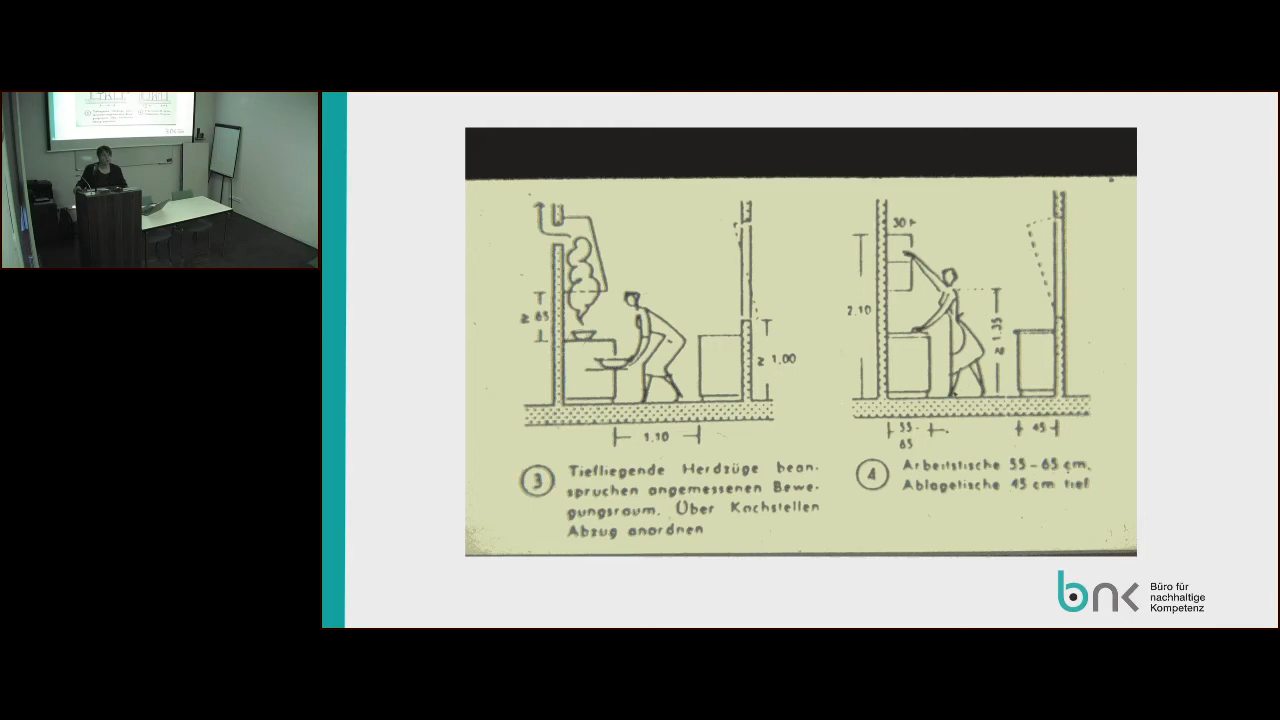 30
≥ 65
2.10
≥ 1.35
≥ 1.00
1.10
55-
65
45
3
Tiefliegende Herdzüge bean-
spruchen angemessenen Bewe-
gungsraum. Über Kochstellen
Abzug anordnen
4
Arbeitstische 55 – 65 cm,
Ablagetische 45 cm tief
bnk
Büro für
nachhaltige
Kompetenz